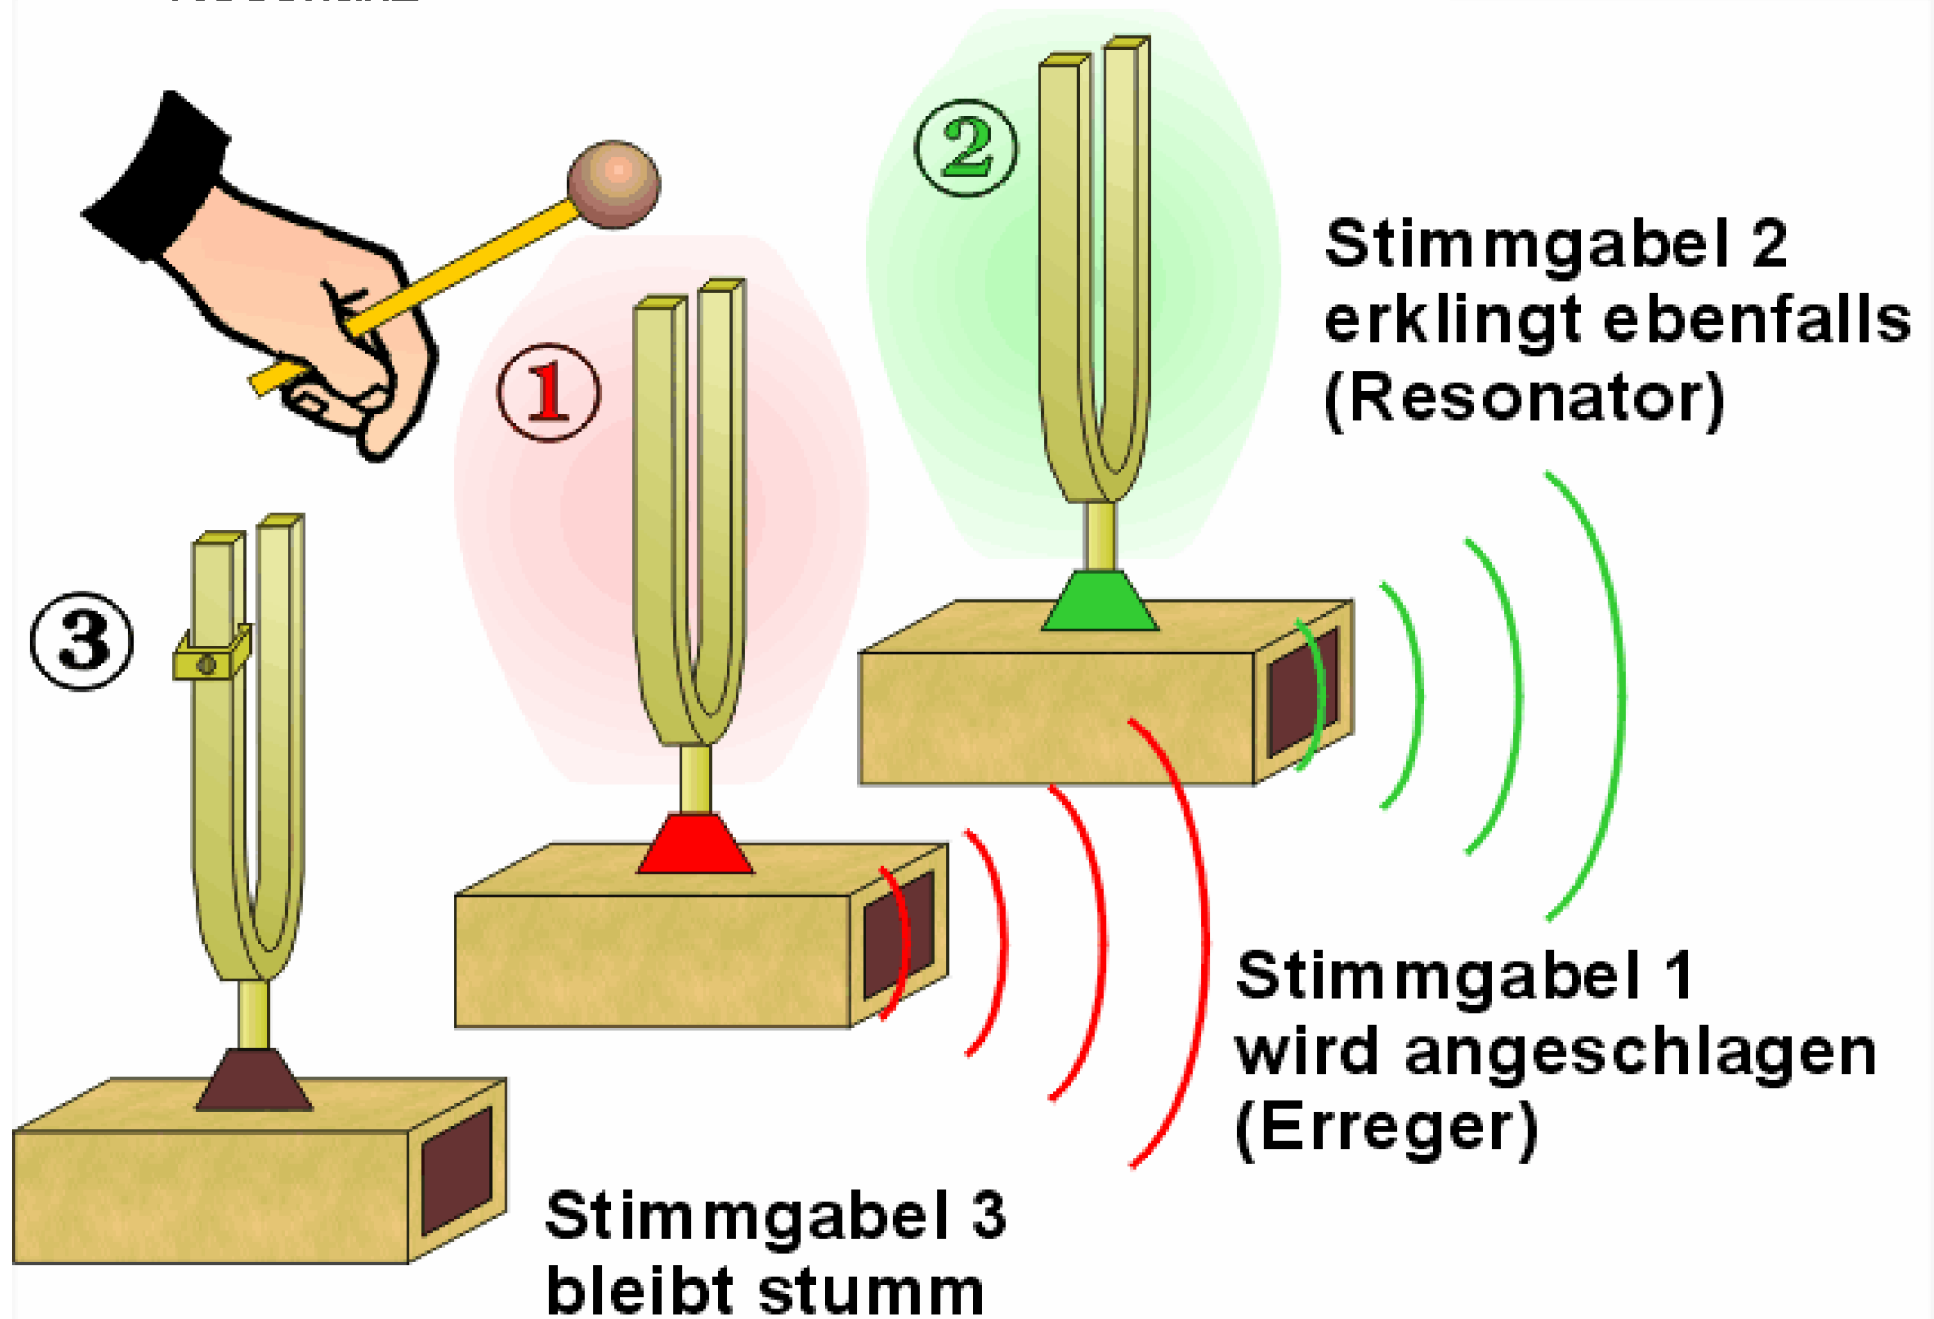 2
Stimmgabel 2
erklingt ebenfalls
(Resonator)
1
3
Stimmgabel 1
wird angeschlagen
(Erreger)
Stimmgabel 3
bleibt stumm